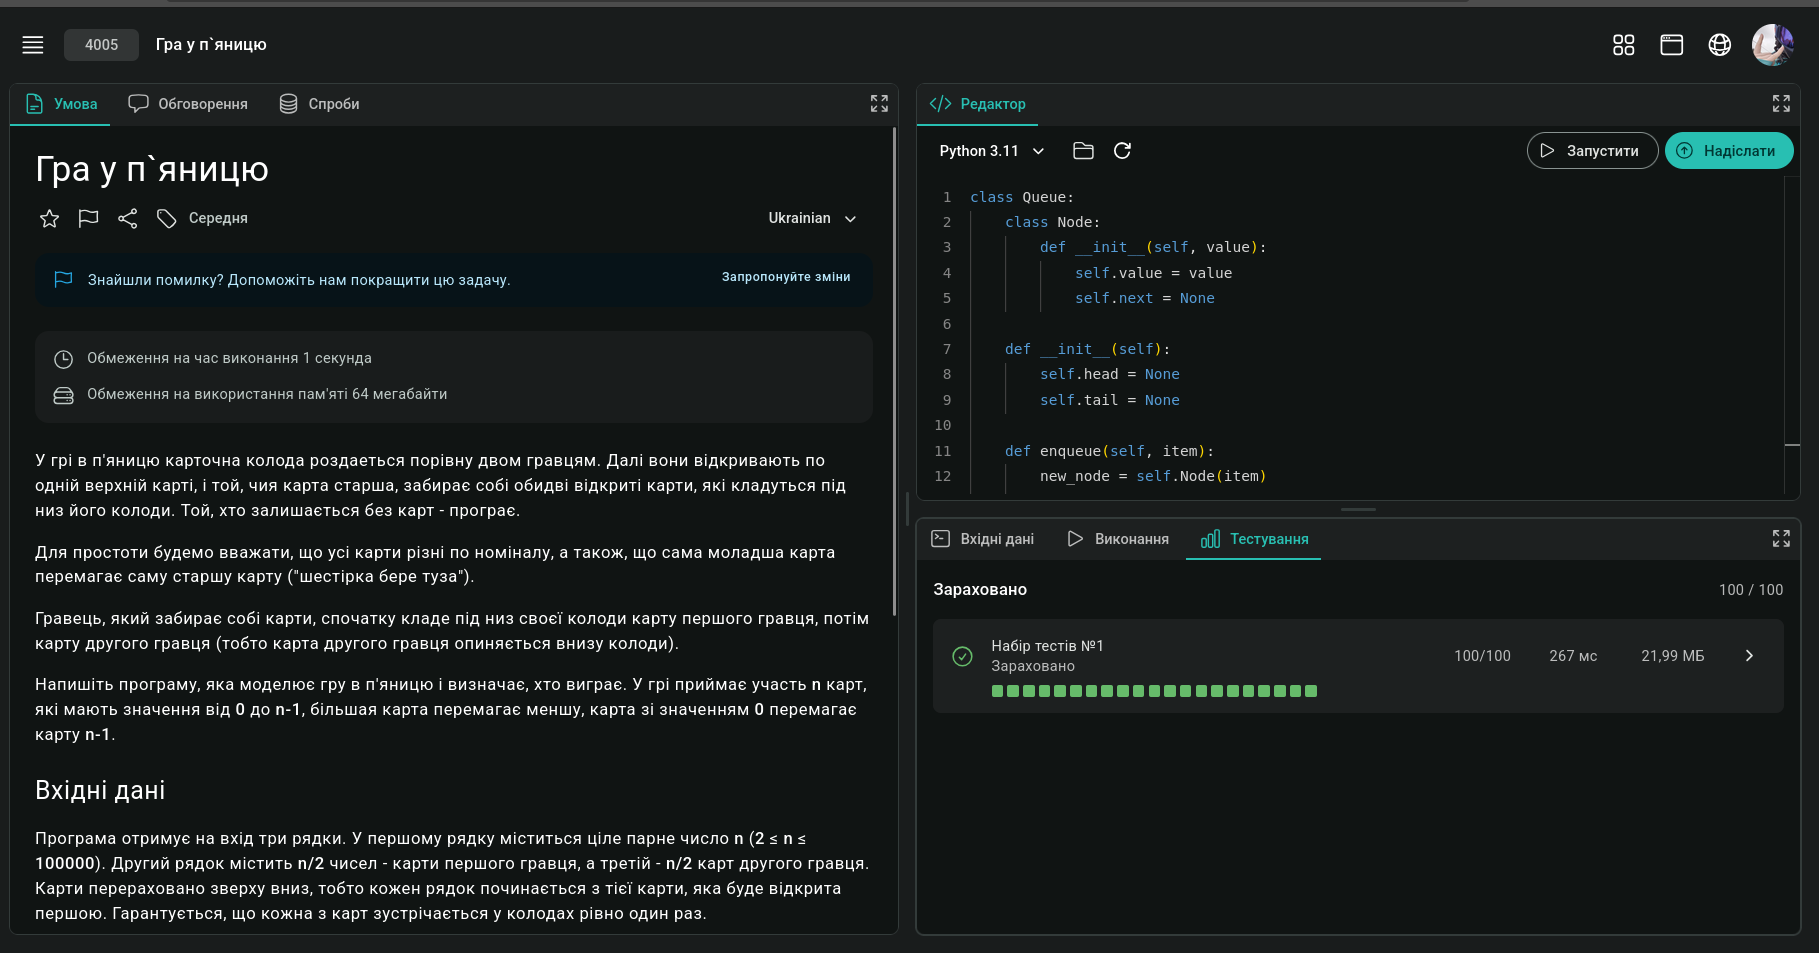 4005
Гра у п`яницю
Умова
Обговорення
Спроби
Гра у п`яницю
Середня
Ukrainian
Знайшли помилку? Допоможіть нам покращити цю задачу.
Запропонуйте зміни
Обмеження на час виконання 1 секунда
Обмеження на використання пам'яті 64 мегабайти
У грі в п'яницю карточна колода роздаеться порівну двом гравцям. Далі вони відкривають по
одній верхній карті, і той, чия карта старша, забирає собі обидві відкриті карти, які кладуться під
низ його колоди. Той, хто залишається без карт - програє.
Для простоти будемо вважати, що усі карти різні по номіналу, а також, що сама моладша карта
перемагає саму старшу карту ("шестірка бере туза").
Гравець, який забирає собі карти, спочатку кладе під низ своєї колоди карту першого гравця, потім
карту другого гравця (тобто карта другого гравця опиняється внизу колоди).
Напишіть програму, яка моделює гру в п'яницю і визначає, хто виграє. У грі приймає участь n карт,
які мають значення від 0 до n-1, більшая карта перемагає меншу, карта зі значенням 0 перемагає
карту n-1.
Вхідні дані
Програма отримує на вхід три рядки. У першому рядку міститься ціле парне число n (2 ≤ n ≤
100000). Другий рядок містить n/2 чисел - карти першого гравця, а третій - n/2 карт другого гравця.
Карти перераховано зверху вниз, тобто кожен рядок починається з тієї карти, яка буде відкрита
першою. Гарантується, що кожна з карт зустрічається у колодах рівно один раз.
</> Редактор
Python 3.11
Запустити
Надіслати
1 class Queue:
2 class Node:
3 def __init__(self, value):
4 self.value = value
5 self.next = None
6
7 def __init__(self):
8 self.head = None
9 self.tail = None
10
11 def enqueue(self, item):
12 new_node = self.Node(item)
Вхідні дані
Виконання
Тестування
Зараховано
100 / 100
Набір тестів №1
Зараховано
100/100
267 мс
21,99 МБ